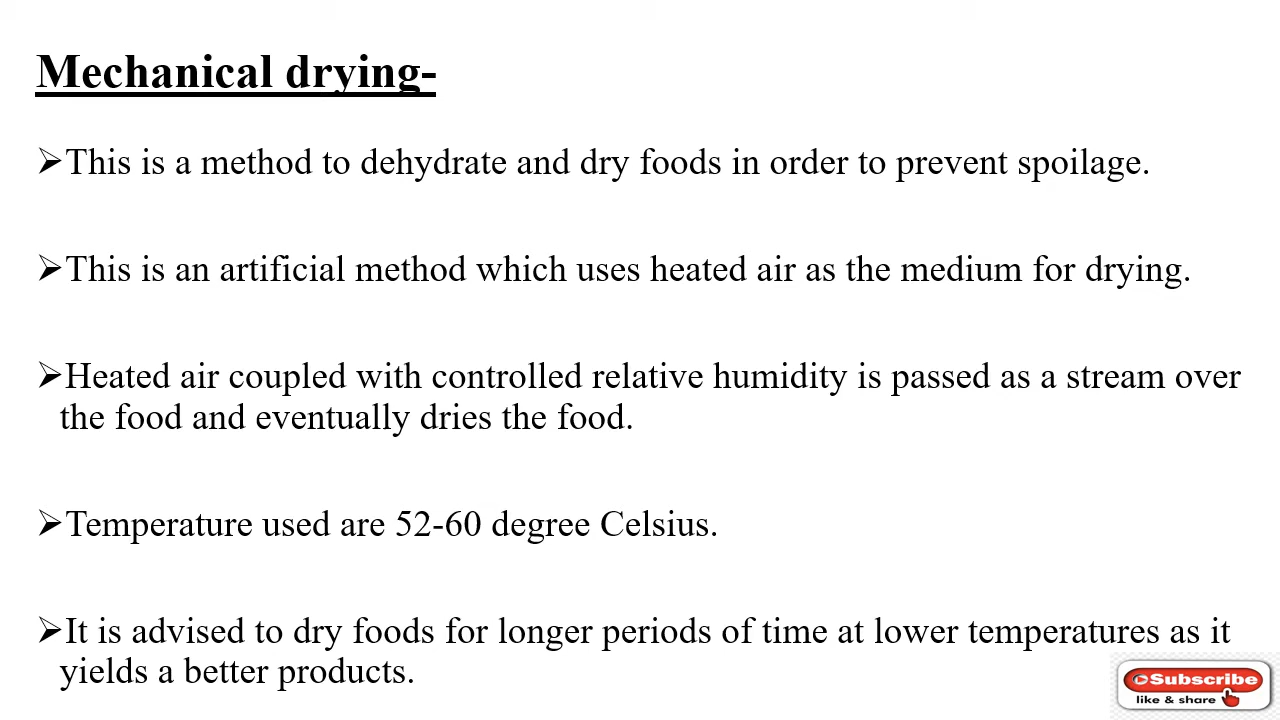 Mechanical drying-
➢This is a method to dehydrate and dry foods in order to prevent spoilage.
➢This is an artificial method which uses heated air as the medium for drying.
➢Heated air coupled with controlled relative humidity is passed as a stream over
the food and eventually dries the food.
➢Temperature used are 52-60 degree Celsius.
➢It is advised to dry foods for longer periods of time at lower temperatures as it
yields a better products.
Subscribe
like & share